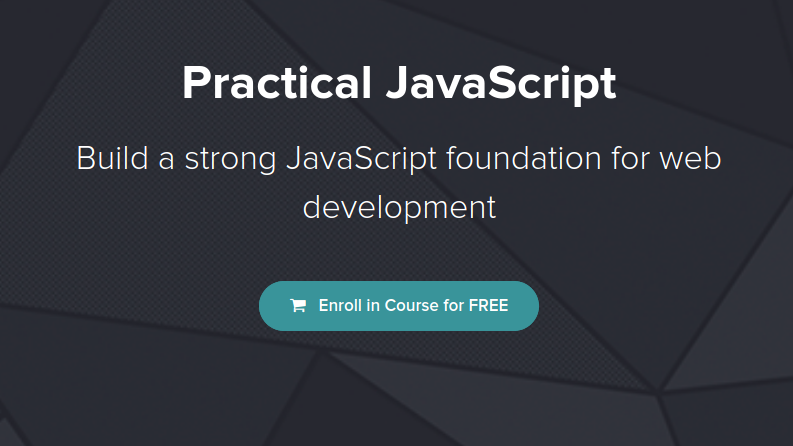 Practical JavaScript
Build a strong JavaScript foundation for web
development
Enroll in Course for FREE